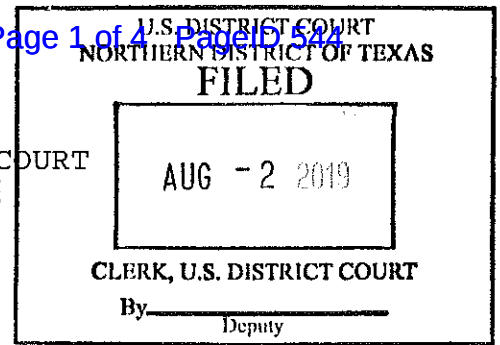 Page 1 of 4 PageID 544
U.S. DISTRICT COURT
NORTHERN DISTRICT OF TEXAS
FILED
COURT
AUG - 2 2019
CLERK, U.S. DISTRICT COURT
By
Deputy